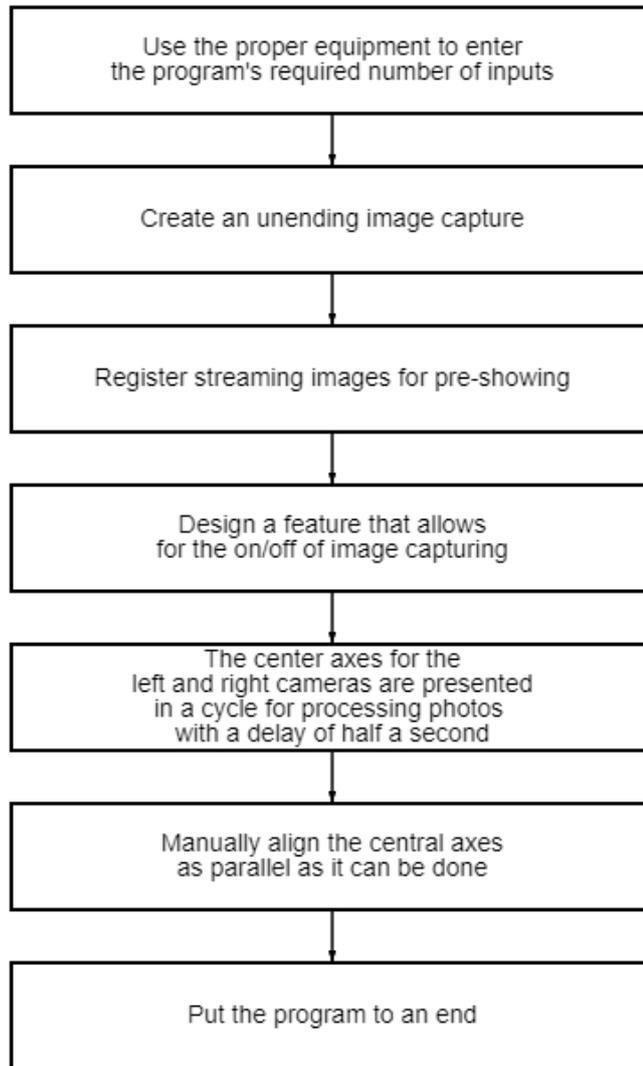 Use the proper equipment to enter
the program's required number of inputs
Create an unending image capture
Register streaming images for pre-showing
Design a feature that allows
for the on/off of image capturing
The center axes for the
left and right cameras are presented
in a cycle for processing photos
with a delay of half a second
Manually align the central axes
as parallel as it can be done
Put the program to an end